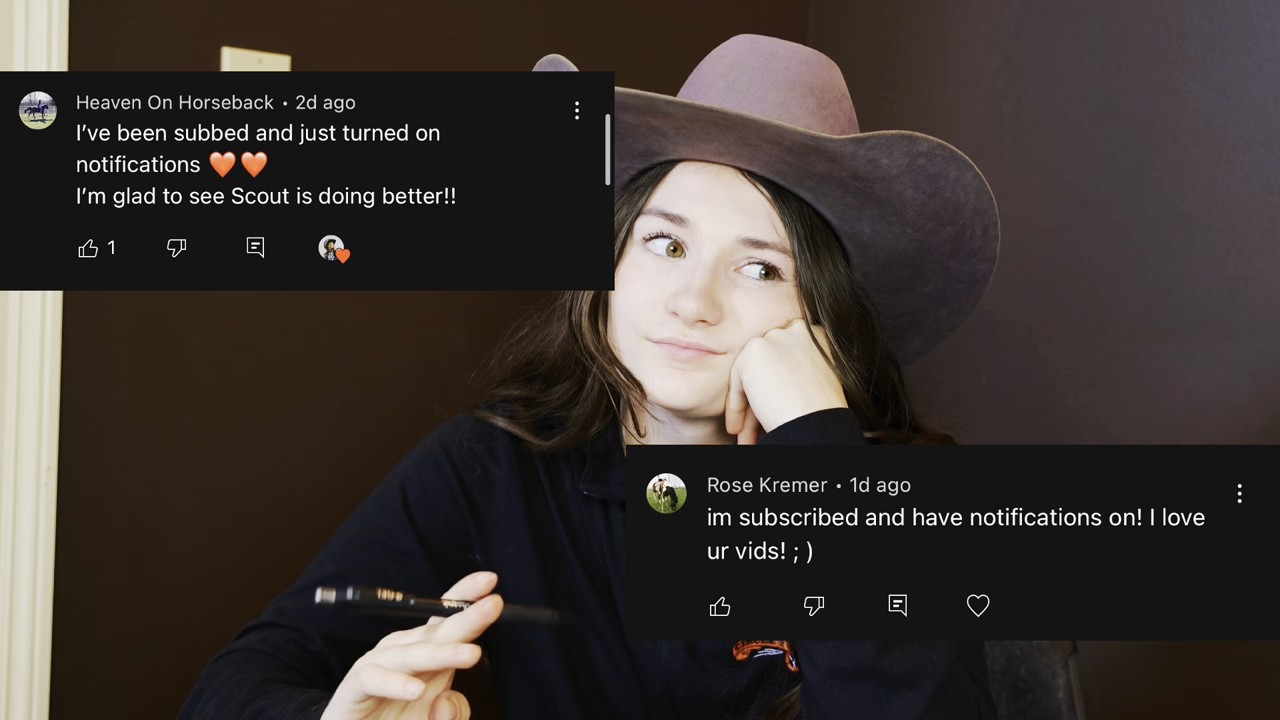 Heaven On Horseback • 2d ago
I've been subbed and just turned on
notifications 🧡🧡
I'm glad to see Scout is doing better!!
1
Rose Kremer • 1d ago
im subscribed and have notifications on! I love
ur vids! ; )